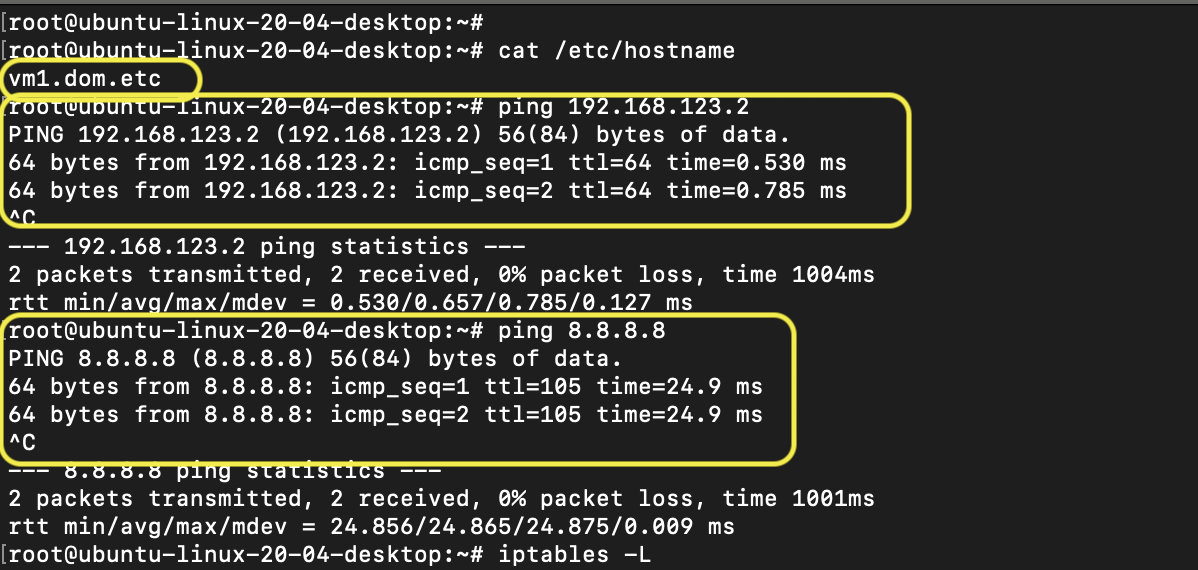 [root@ubuntu-linux-20-04-desktop:~#
[root@ubuntu-linux-20-04-desktop:~# cat /etc/hostname
vm1.dom.etc
[root@ubuntu-linux-20-04-desktop:~# ping 192.168.123.2
PING 192.168.123.2 (192.168.123.2) 56(84) bytes of data.
64 bytes from 192.168.123.2: icmp_seq=1 ttl=64 time=0.530 ms
64 bytes from 192.168.123.2: icmp_seq=2 ttl=64 time=0.785 ms
^C
--- 192.168.123.2 ping statistics ---
2 packets transmitted, 2 received, 0% packet loss, time 1004ms
rtt min/avg/max/mdev = 0.530/0.657/0.785/0.127 ms
[root@ubuntu-linux-20-04-desktop:~# ping 8.8.8.8
PING 8.8.8.8 (8.8.8.8) 56(84) bytes of data.
64 bytes from 8.8.8.8: icmp_seq=1 ttl=105 time=24.9 ms
64 bytes from 8.8.8.8: icmp_seq=2 ttl=105 time=24.9 ms
^C
--- 8.8.8.8 ping statistics ---
2 packets transmitted, 2 received, 0% packet loss, time 1001ms
rtt min/avg/max/mdev = 24.856/24.865/24.875/0.009 ms
[root@ubuntu-linux-20-04-desktop:~# iptables -L